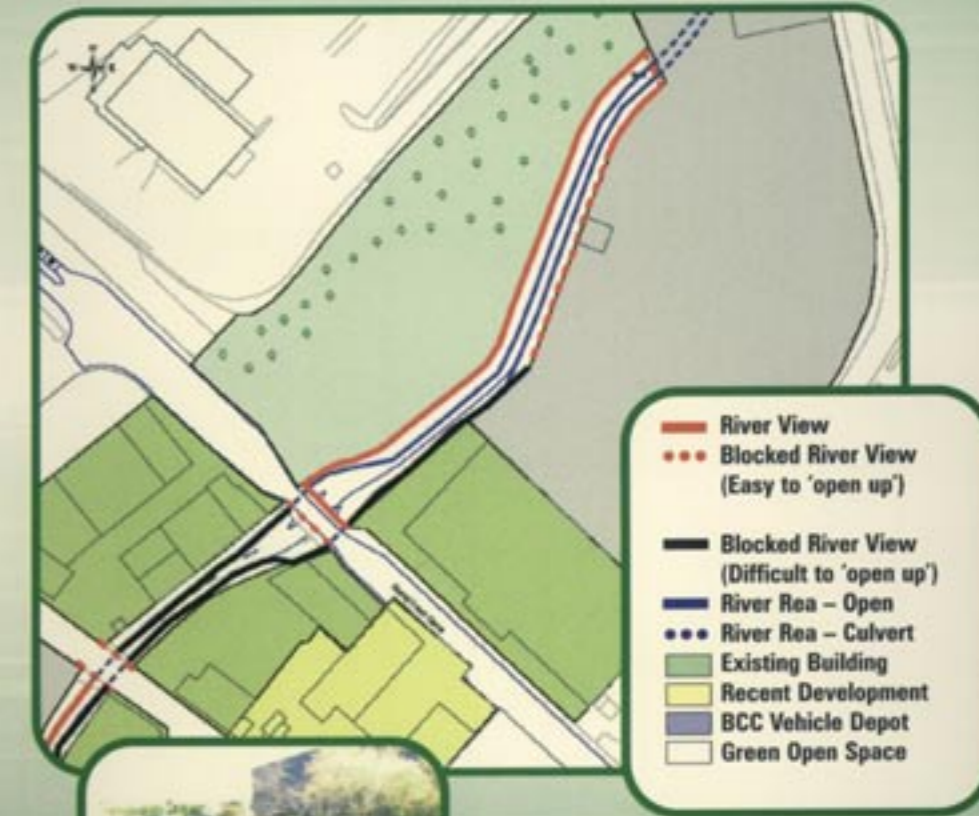 River View
Blocked River View
(Easy to 'open up')
Blocked River View
(Difficult to 'open up')
River Rea – Open
River Rea – Culvert
Existing Building
Recent Development
BCC Vehicle Depot
Green Open Space